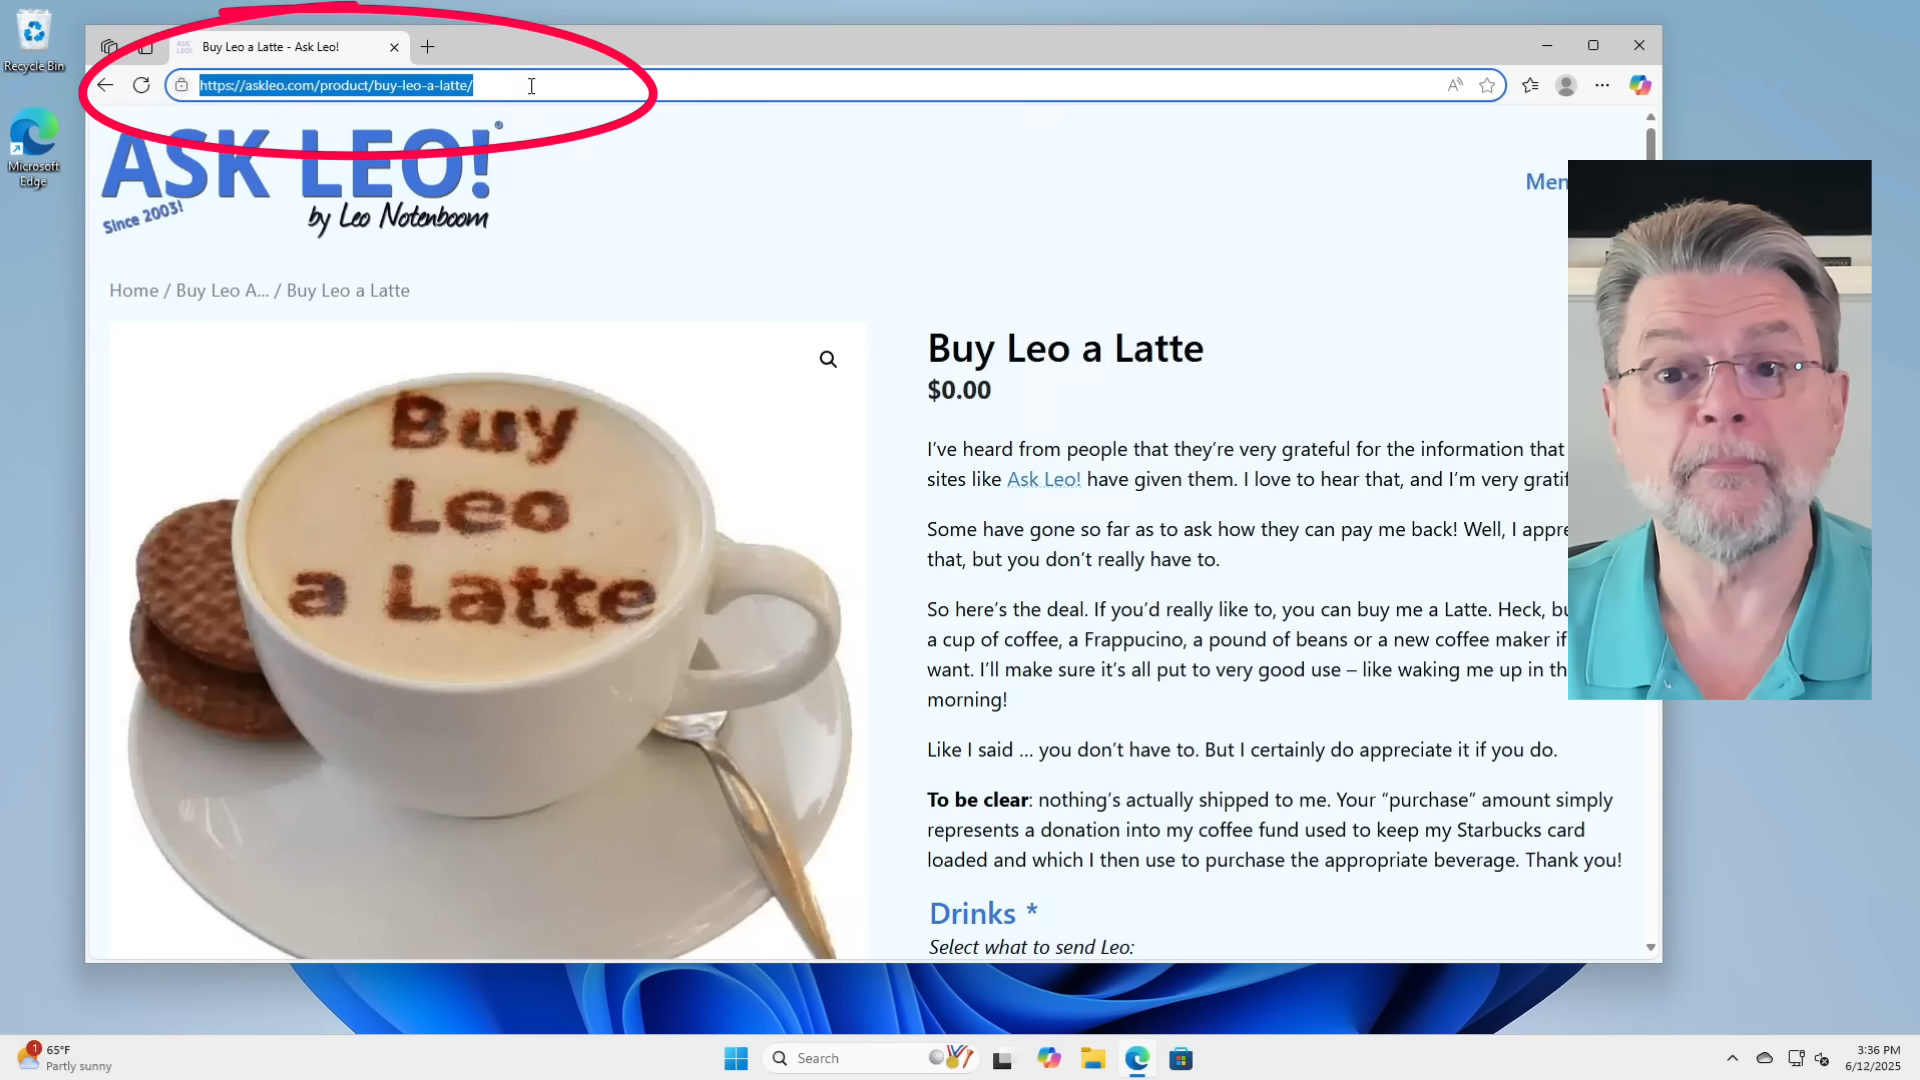 Recycle Bin
Microsoft
Edge
ASK
LEO!
Buy Leo a Latte - Ask Leo!
https://askleo.com/product/buy-leo-a-latte/
ASK LEO!
Since 2003!
by Leo Notenboom
Men
Home / Buy Leo A... / Buy Leo a Latte
Buy
Leo
a Latte
Buy Leo a Latte
$0.00
I’ve heard from people that they’re very grateful for the information that
sites like Ask Leo! have given them. I love to hear that, and I’m very gratif
Some have gone so far as to ask how they can pay me back! Well, I appre
that, but you don’t really have to.
So here’s the deal. If you’d really like to, you can buy me a Latte. Heck, bu
a cup of coffee, a Frappucino, a pound of beans or a new coffee maker if
want. I’ll make sure it’s all put to very good use – like waking me up in th
morning!
Like I said … you don’t have to. But I certainly do appreciate it if you do.
To be clear: nothing’s actually shipped to me. Your “purchase” amount simply
represents a donation into my coffee fund used to keep my Starbucks card
loaded and which I then use to purchase the appropriate beverage. Thank you!
Drinks *
Select what to send Leo:
1
65°F
Partly sunny
Search
3:36 PM
6/12/2025